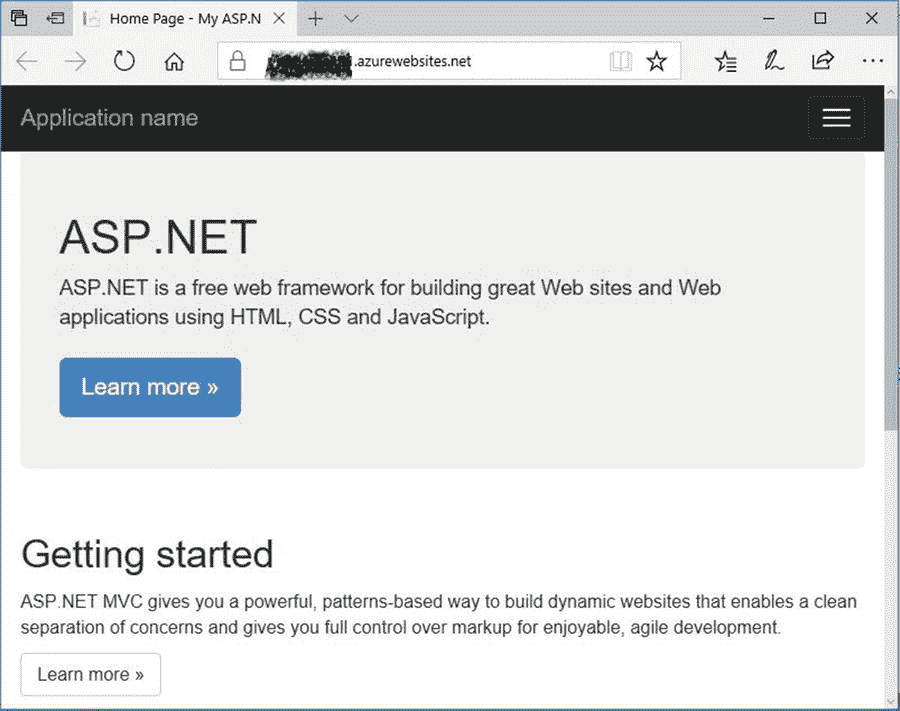 Home Page - My ASP.N
.azurewebsites.net
Application name
ASP.NET
ASP.NET is a free web framework for building great Web sites and Web
applications using HTML, CSS and JavaScript.
Learn more »
Getting started
ASP.NET MVC gives you a powerful, patterns-based way to build dynamic websites that enables a clean
separation of concerns and gives you full control over markup for enjoyable, agile development.
Learn more »